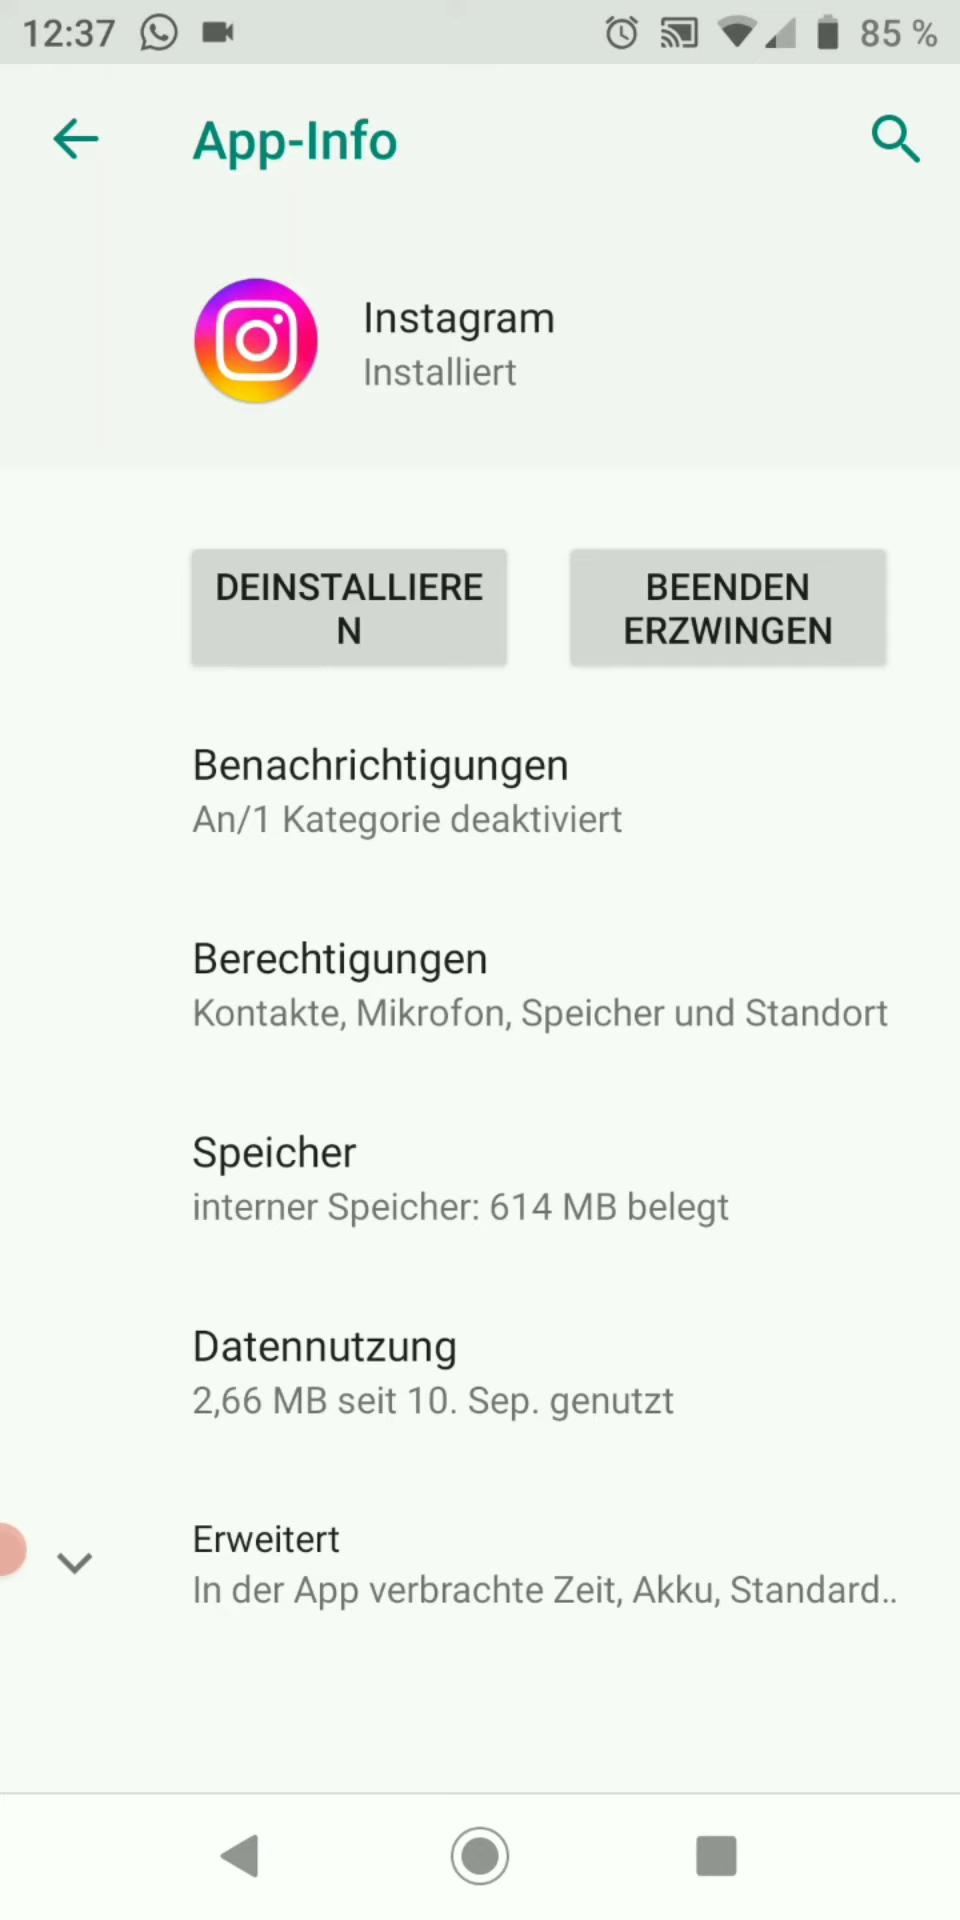 12:37 85 %
App-Info
Instagram
Installiert
DEINSTALLIERE
N
BEENDEN
ERZWINGEN
Benachrichtigungen
An/1 Kategorie deaktiviert
Berechtigungen
Kontakte, Mikrofon, Speicher und Standort
Speicher
interner Speicher: 614 MB belegt
Datennutzung
2,66 MB seit 10. Sep. genutzt
Erweitert
In der App verbrachte Zeit, Akku, Standard..